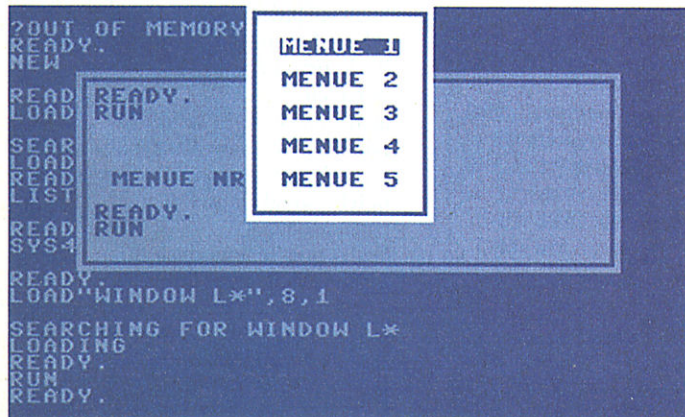 ?OUT OF MEMORY
READY.
NEW
READ
LOAD
SEAR
LOAD
READ
LIST
READ
SYS4
READY.
LOAD"WINDOW L*",8,1
SEARCHING FOR WINDOW L*
LOADING
READY.
RUN
READY.
READY.
RUN
MENUE NR
READY.
RUN
MENUE 1
MENUE 2
MENUE 3
MENUE 4
MENUE 5